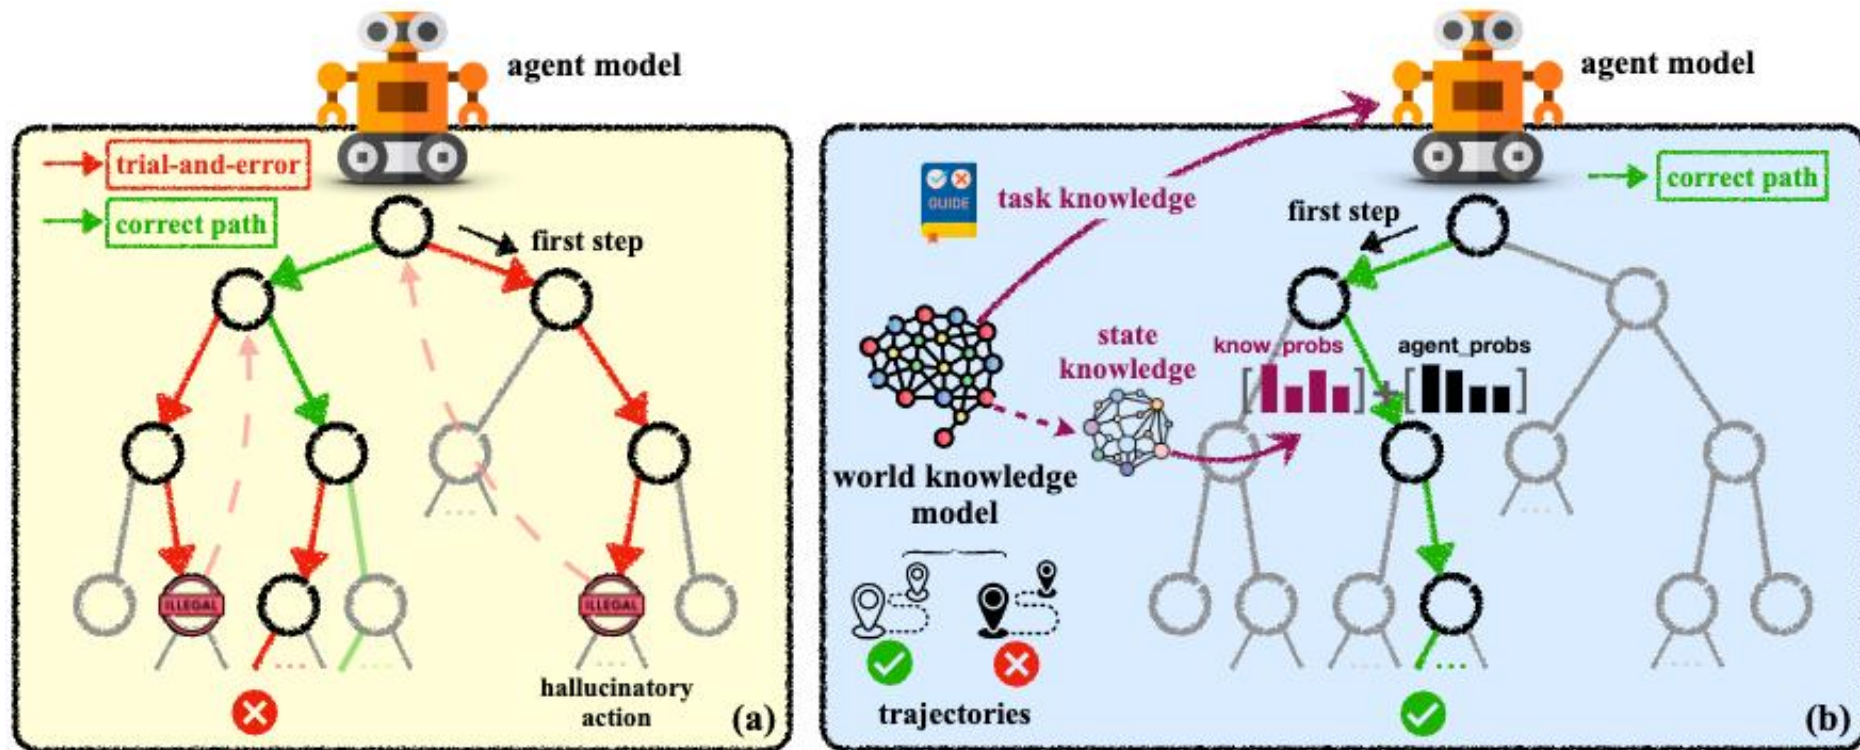 agent model
trial-and-error
correct path
first step
ILLEGAL
ILLEGAL
hallucinatory
action
(a)
agent model
correct path
GUIDE
task knowledge
first step
state
knowledge
know_probs
agent_probs
[ ] + [ ]
world knowledge
model
trajectories
(b)